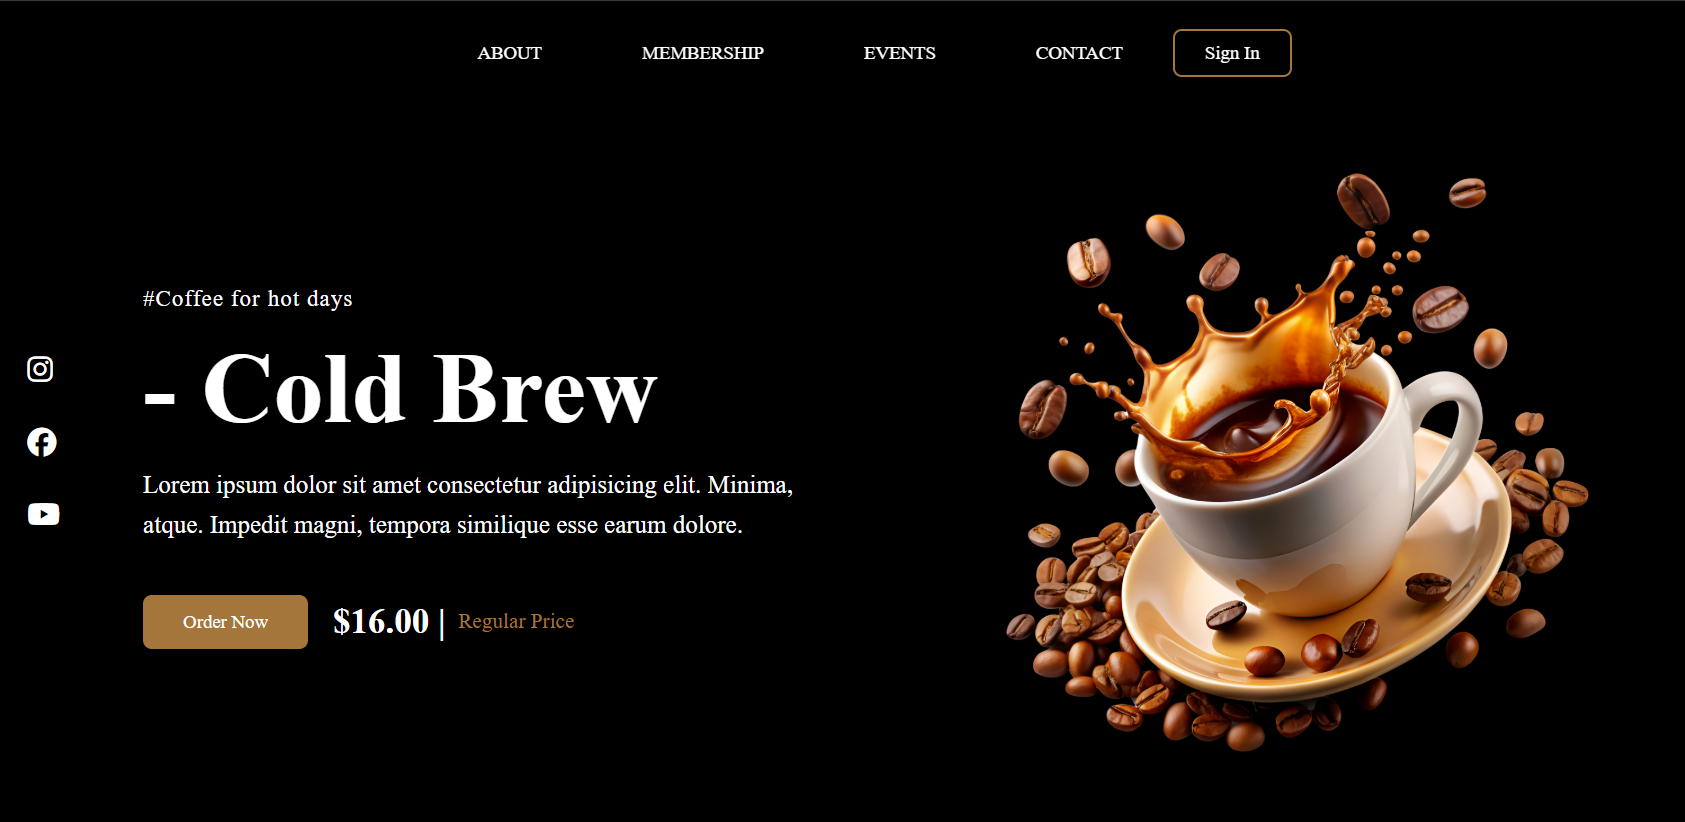 ABOUT MEMBERSHIP EVENTS CONTACT Sign In
#Coffee for hot days
- Cold Brew
Lorem ipsum dolor sit amet consectetur adipisicing elit. Minima,
atque. Impedit magni, tempora similique esse earum dolore.
Order Now $16.00 | Regular Price